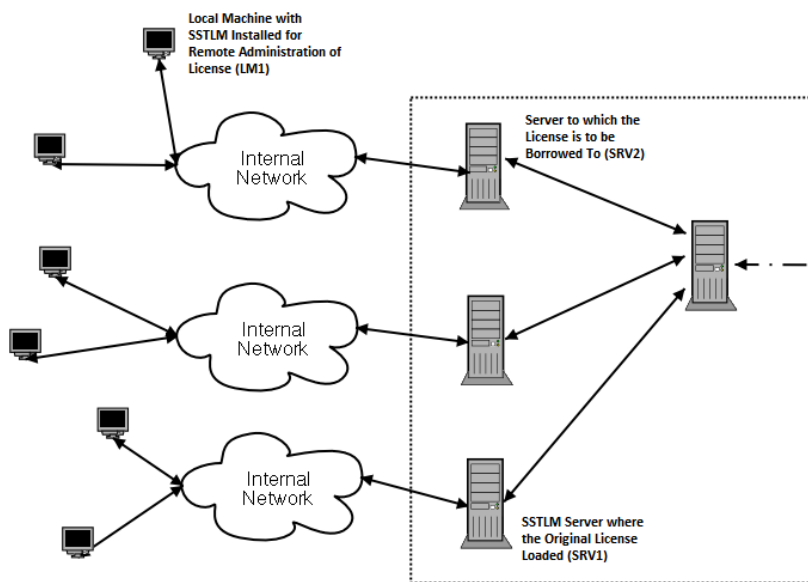 Local Machine with
SSTLM Installed for
Remote Administration of
License (LM1)
Server to which the
License is to be
Borrowed To (SRV2)
Internal
Network
Internal
Network
Internal
Network
SSTLM Server where
the Original License
Loaded (SRV1)